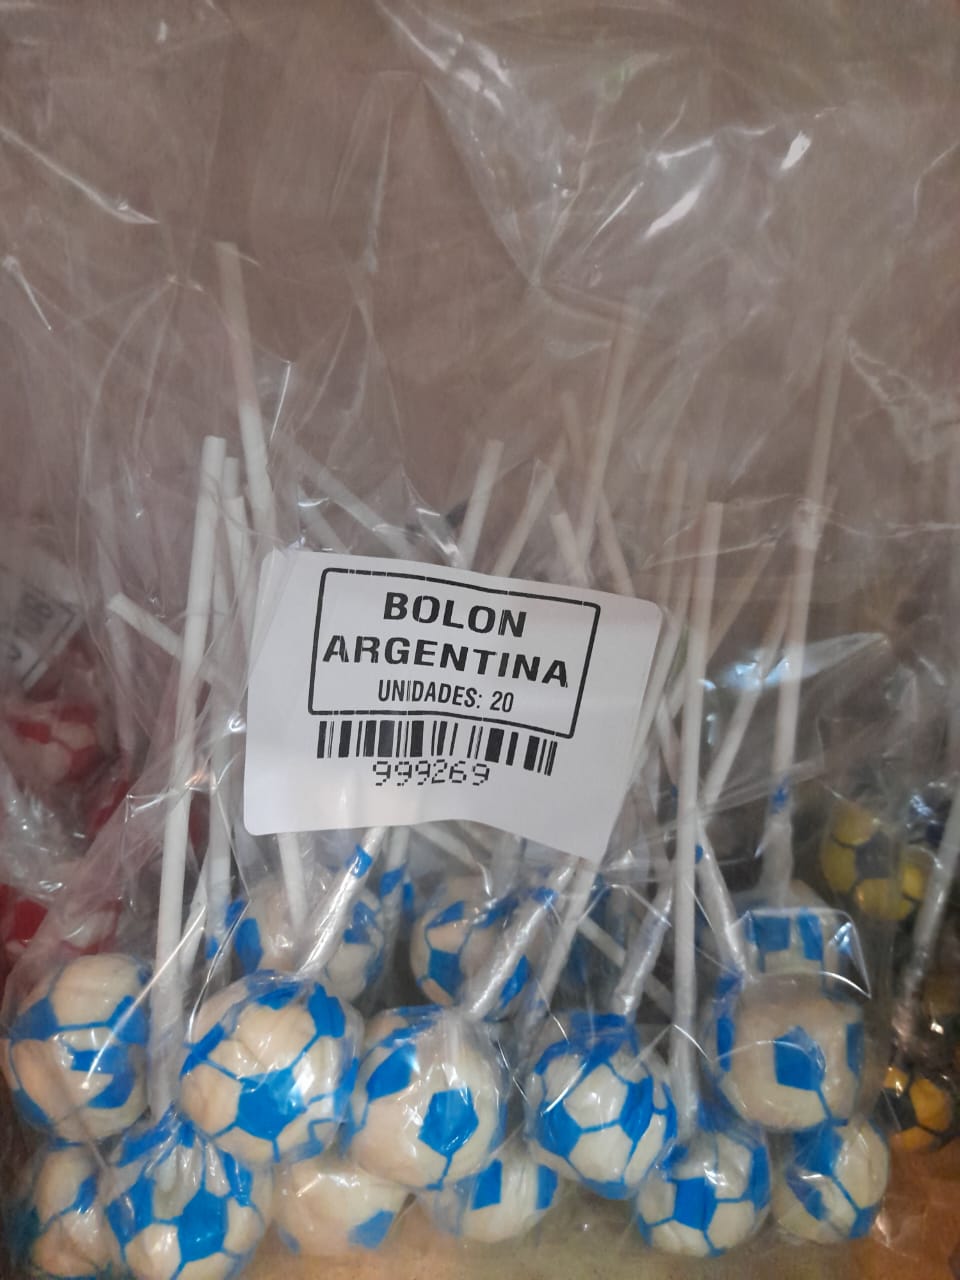 BOLON
ARGENTINA
UNIDADES: 20
999269